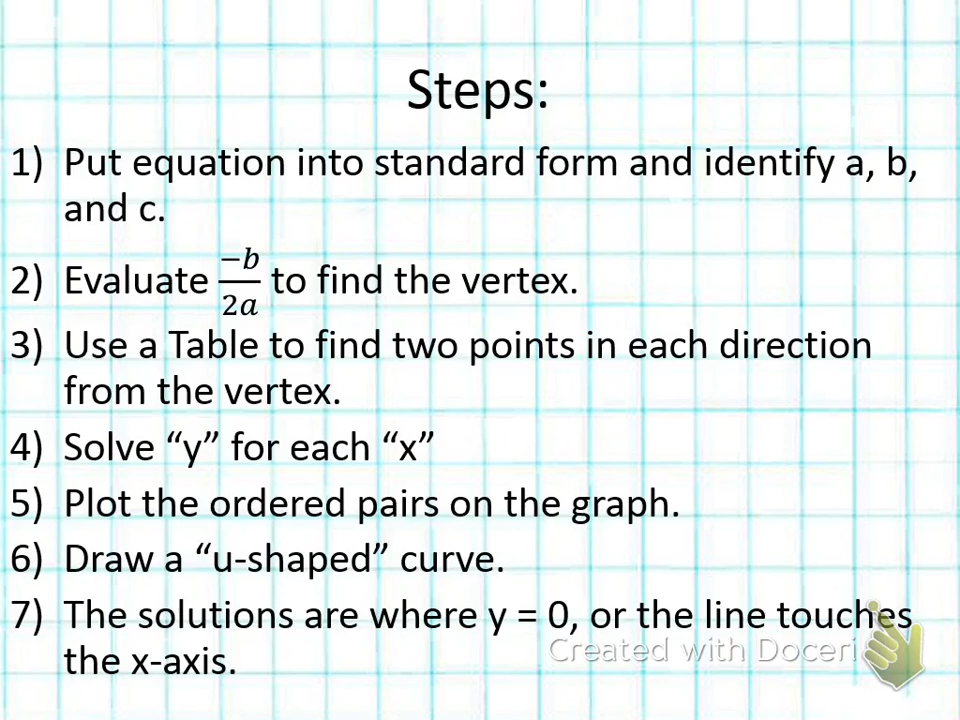 Steps:
1) Put equation into standard form and identify a, b,
and c.
2) Evaluate −b/2a to find the vertex.
3) Use a Table to find two points in each direction
from the vertex.
4) Solve “y” for each “x”
5) Plot the ordered pairs on the graph.
6) Draw a “u-shaped” curve.
7) The solutions are where y = 0, or the line touches
the x-axis.
Created with Doceri